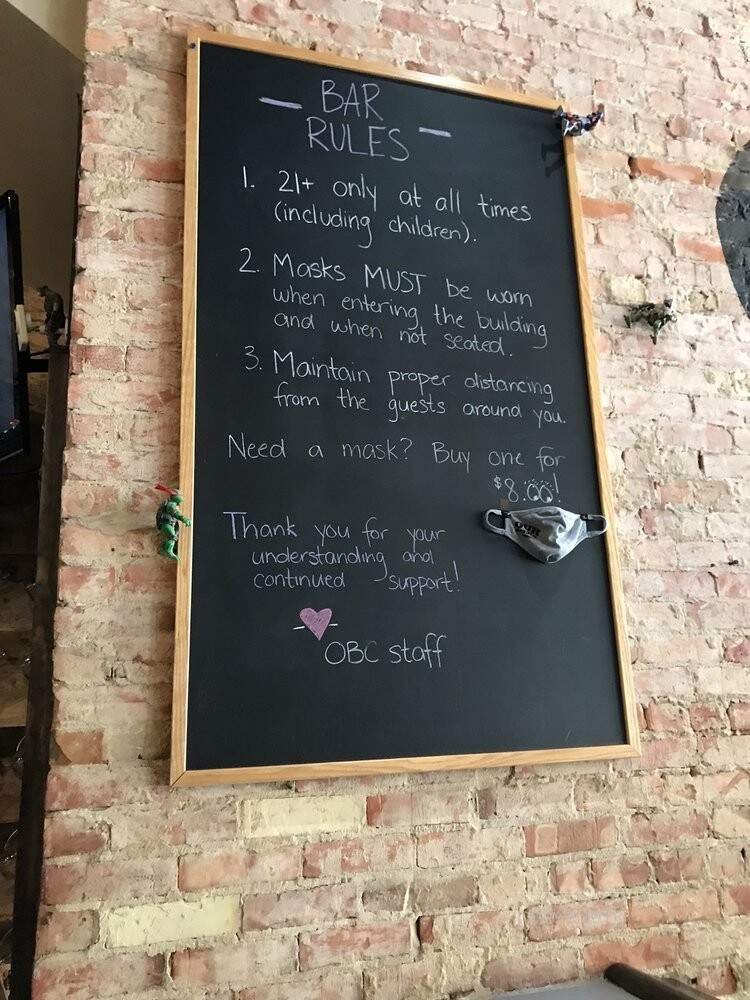 BAR
RULES
1. 21+ only at all times
(including children).
2. Masks MUST be worn
when entering the building
and when not seated.
3. Maintain proper distancing
from the guests around you.
Need a mask? Buy one for
$8.00!
Thank you for your
understanding and
continued support!
OBC staff